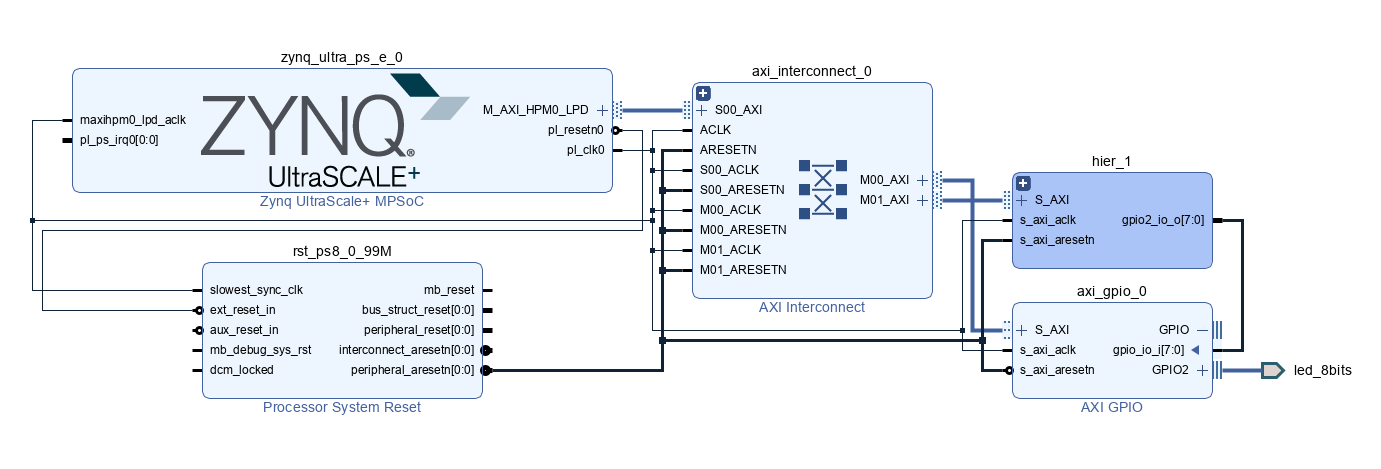 zynq_ultra_ps_e_0
maxihpm0_lpd_aclk
pl_ps_irq0[0:0]
ZYNQ®
UltraSCALE+
M_AXI_HPM0_LPD
pl_resetn0
pl_clk0
Zynq UltraScale+ MPSoC
rst_ps8_0_99M
slowest_sync_clk
ext_reset_in
aux_reset_in
mb_debug_sys_rst
dcm_locked
mb_reset
bus_struct_reset[0:0]
peripheral_reset[0:0]
interconnect_aresetn[0:0]
peripheral_aresetn[0:0]
Processor System Reset
axi_interconnect_0
S00_AXI
ACLK
ARESETN
S00_ACLK
S00_ARESETN
M00_ACLK
M00_ARESETN
M01_ACLK
M01_ARESETN
M00_AXI
M01_AXI
AXI Interconnect
hier_1
S_AXI
s_axi_aclk
s_axi_aresetn
gpio2_io_o[7:0]
axi_gpio_0
S_AXI
s_axi_aclk
s_axi_aresetn
GPIO
gpio_io_i[7:0]
GPIO2
AXI GPIO
led_8bits